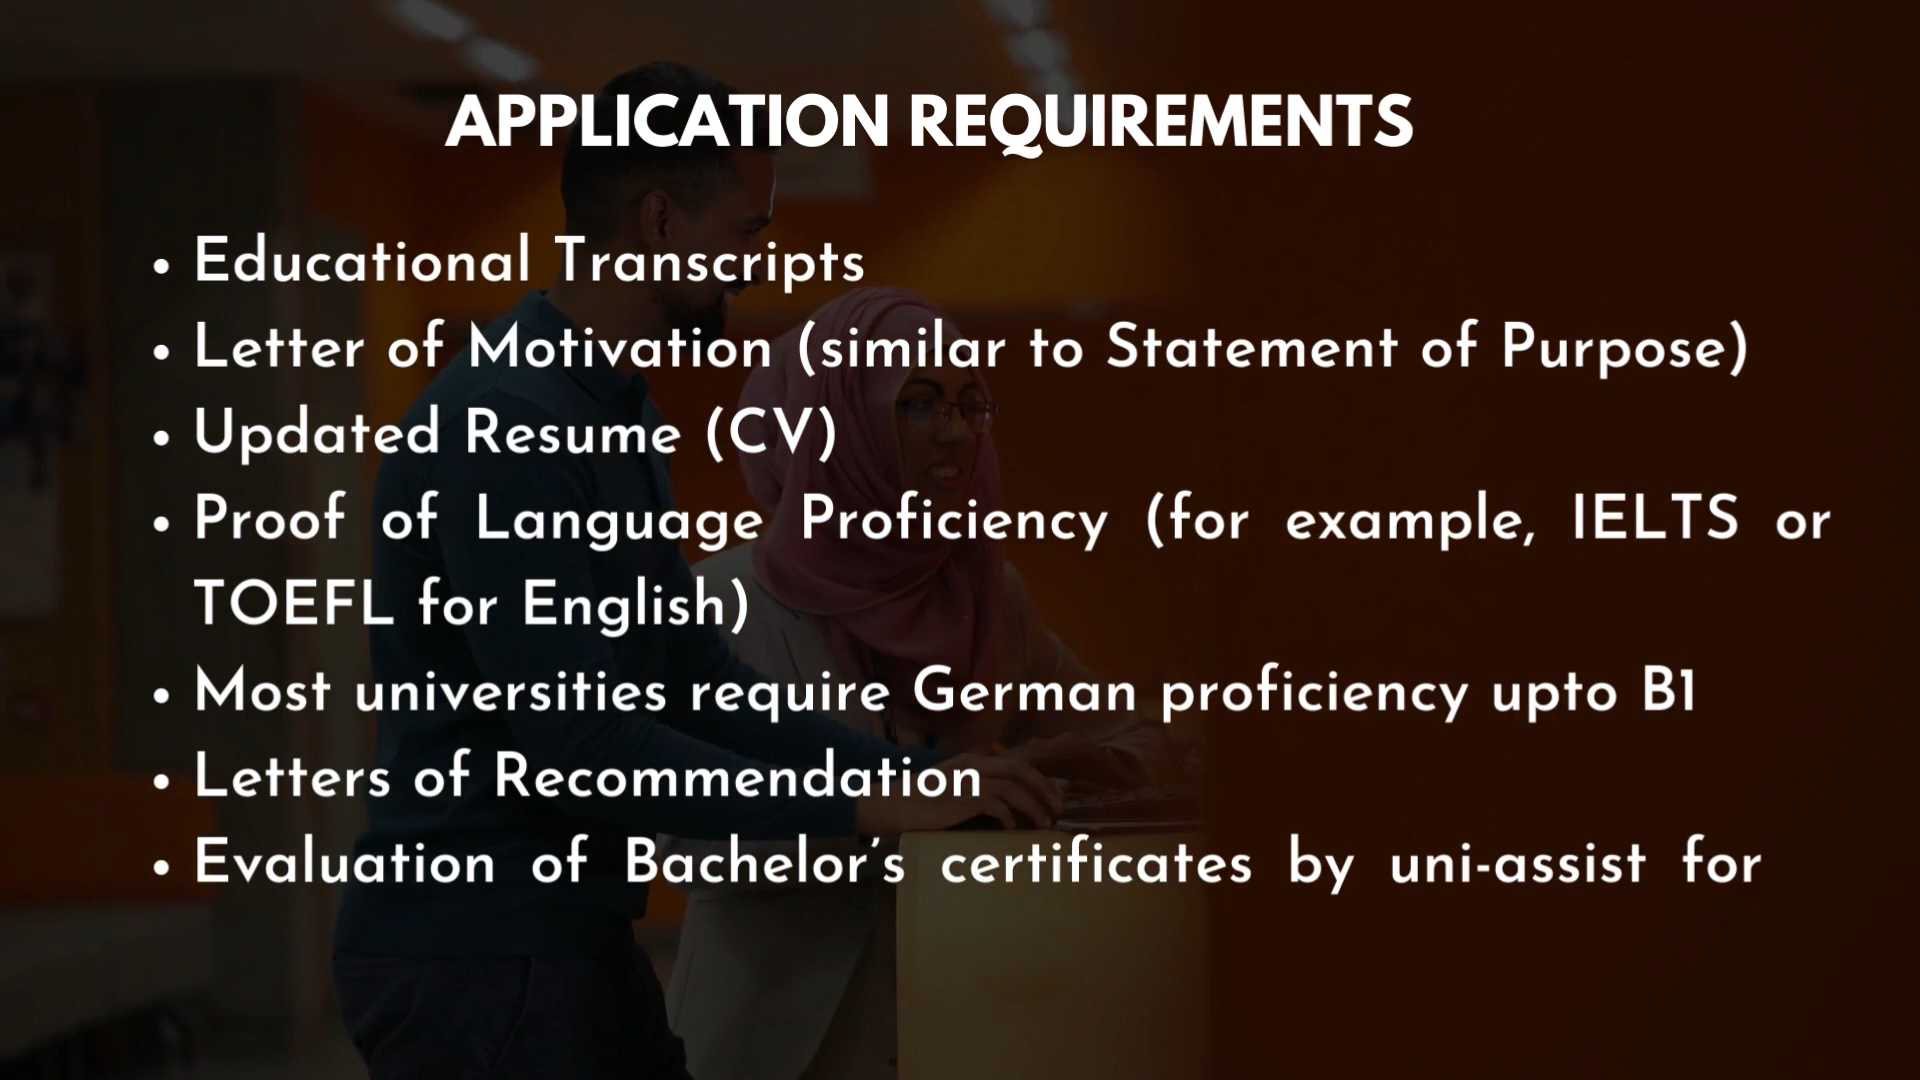 APPLICATION REQUIREMENTS
• Educational Transcripts
• Letter of Motivation (similar to Statement of Purpose)
• Updated Resume (CV)
• Proof of Language Proficiency (for example, IELTS or
TOEFL for English)
• Most universities require German proficiency upto B1
• Letters of Recommendation
• Evaluation of Bachelor’s certificates by uni-assist for